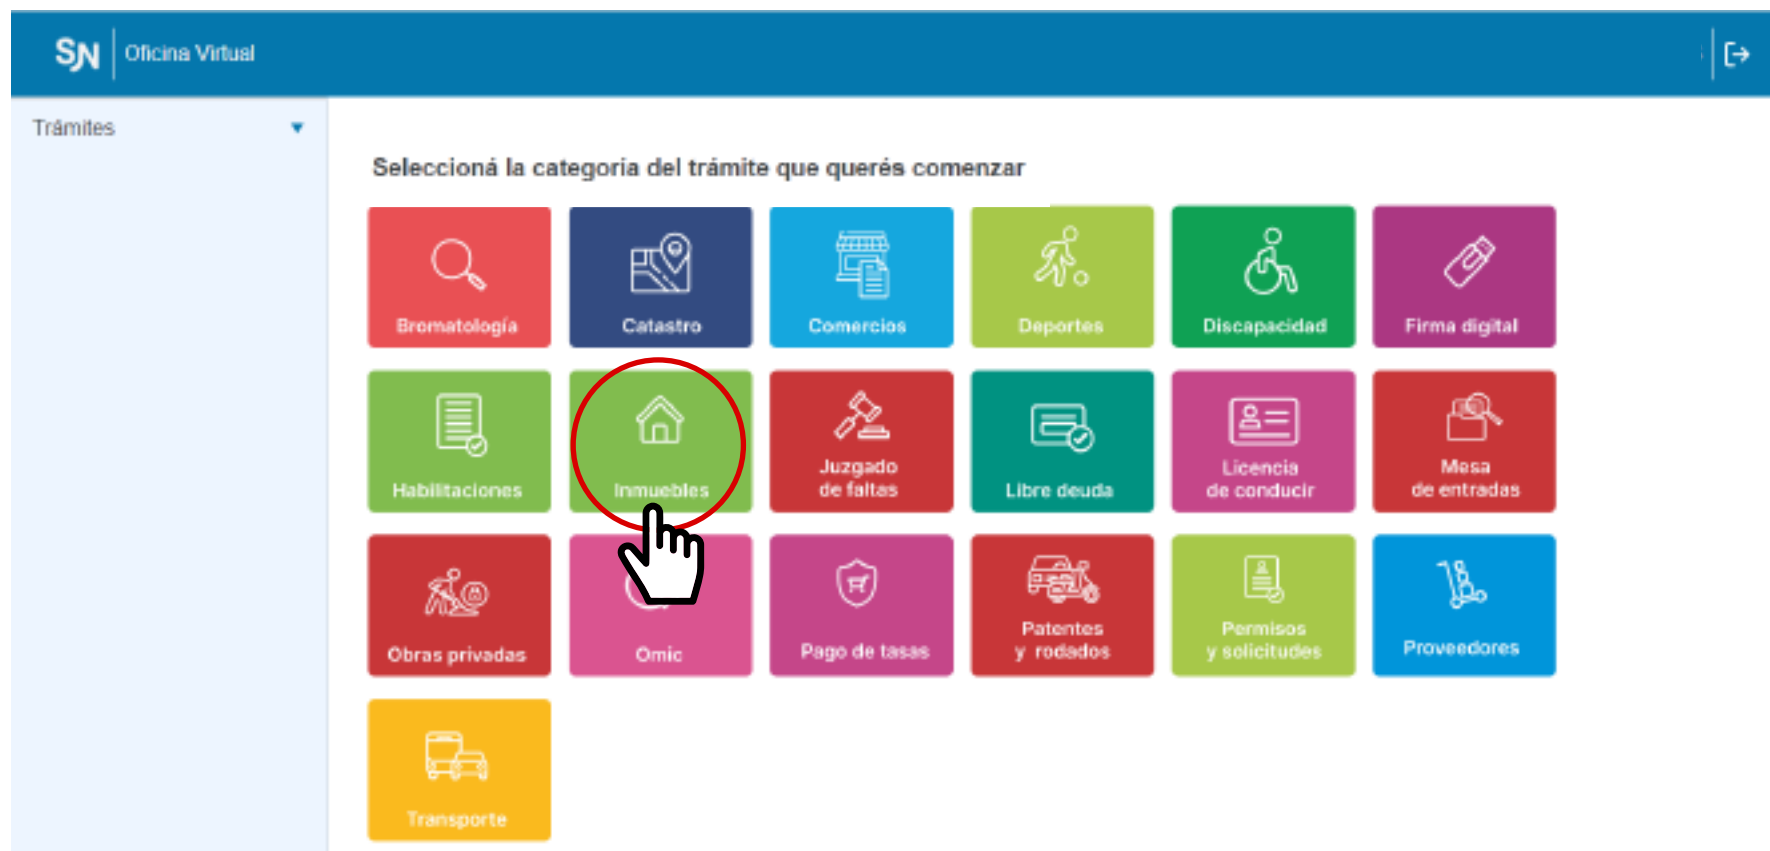 SN Oficina Virtual
Trámites
Seleccioná la categoria del trámite que querés comenzar
Bromatología
Catastro
Comercios
Deportes
Discapacidad
Firma digital
Habilitaciones
Inmuebles
Juzgado
de faltas
Libre deuda
Licencia
de conducir
Mesa
de entradas
Obras privadas
Omic
Pago de tasas
Patentes
y rodados
Permisos
y solicitudes
Proveedores
Transporte